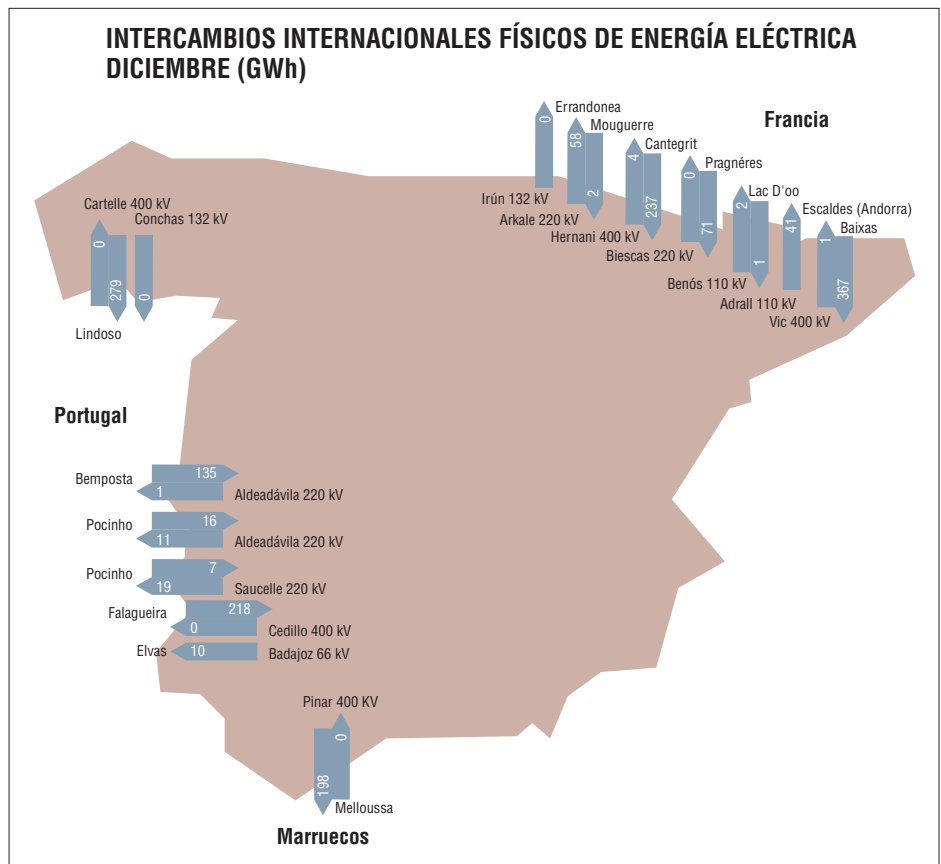 INTERCAMBIOS INTERNACIONALES FÍSICOS DE ENERGÍA ELÉCTRICA
DICIEMBRE (GWh)
Francia
0
Errandonea
Irún 132 kV
58
2
Mouguerre
Arkale 220 kV
4
237
Cantegrit
Hernani 400 kV
0
71
Pragnéres
Biescas 220 kV
2
1
Lac D'oo
Benós 110 kV
41
Escaldes (Andorra)
Adrall 110 kV
1
367
Baixas
Vic 400 kV
Cartelle 400 kV
Conchas 132 kV
0
279
0
Lindoso
Portugal
Bemposta
135
1
Aldeadávila 220 kV
Pocinho
16
11
Aldeadávila 220 kV
Pocinho
7
19
Saucelle 220 kV
Falagueira
218
0
Cedillo 400 kV
Elvas
10
Badajoz 66 kV
Pinar 400 KV
0
198
Melloussa
Marruecos